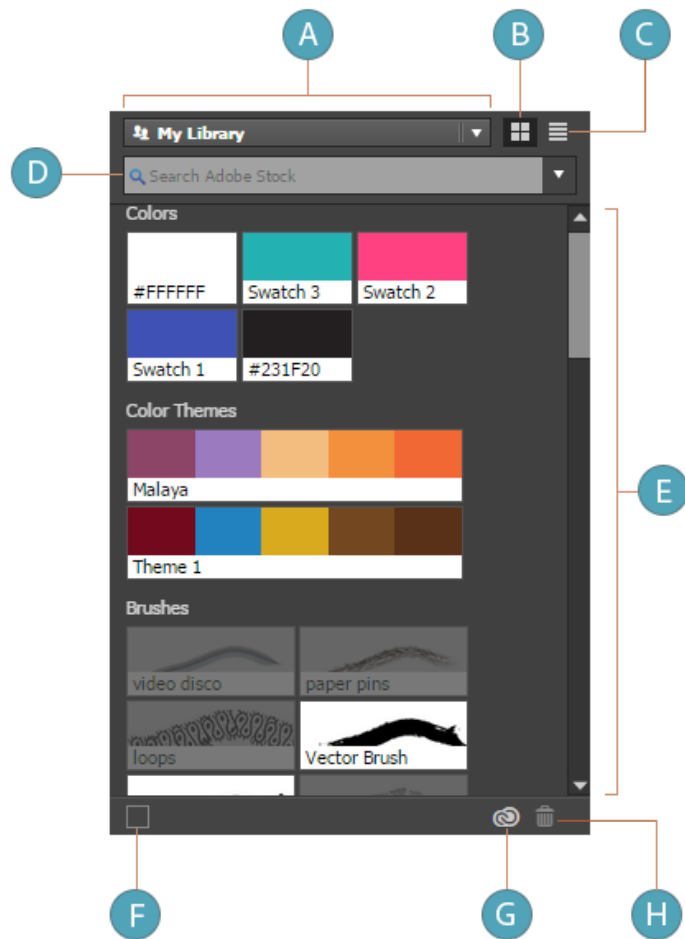 A
B
C
My Library
D
Search Adobe Stock
Colors
#FFFFFF
Swatch 3
Swatch 2
Swatch 1
#231F20
Color Themes
Malaya
E
Theme 1
Brushes
video disco
paper pins
loops
Vector Brush
F
G
H